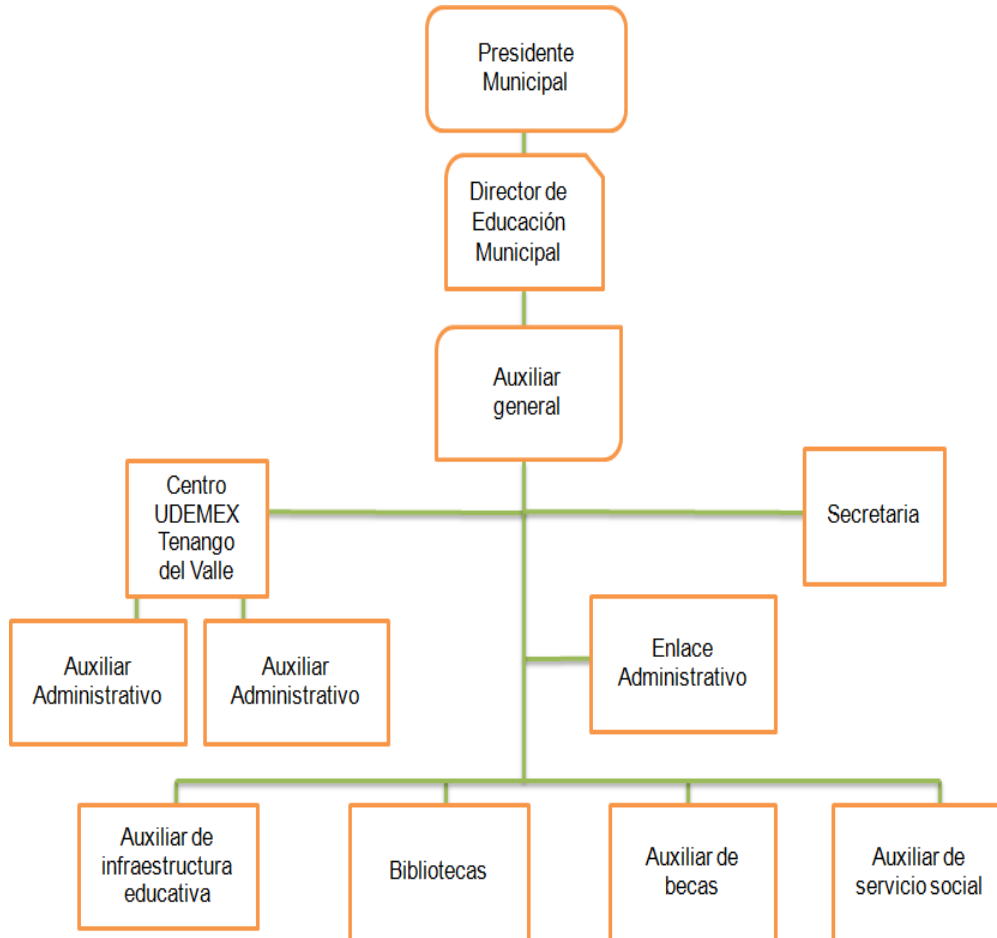 Presidente
Municipal
Director de
Educación
Municipal
Auxiliar
general
Centro
UDEMEX
Tenango
del Valle
Secretaria
Auxiliar
Administrativo
Auxiliar
Administrativo
Enlace
Administrativo
Auxiliar de
infraestructura
educativa
Bibliotecas
Auxiliar de
becas
Auxiliar de
servicio social